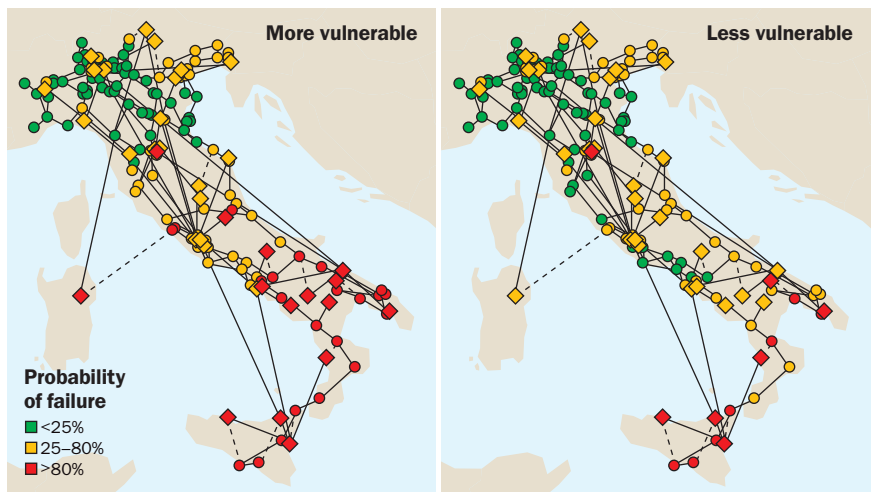 More vulnerable
Less vulnerable
Probability
of failure
<25%
25–80%
>80%